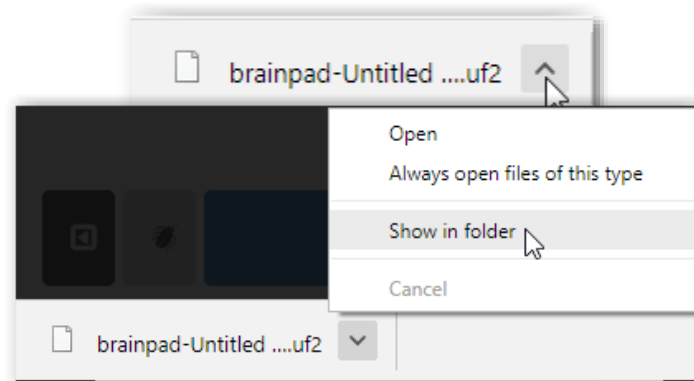 brainpad-Untitled ....uf2
Open
Always open files of this type
Show in folder
Cancel
brainpad-Untitled ....uf2